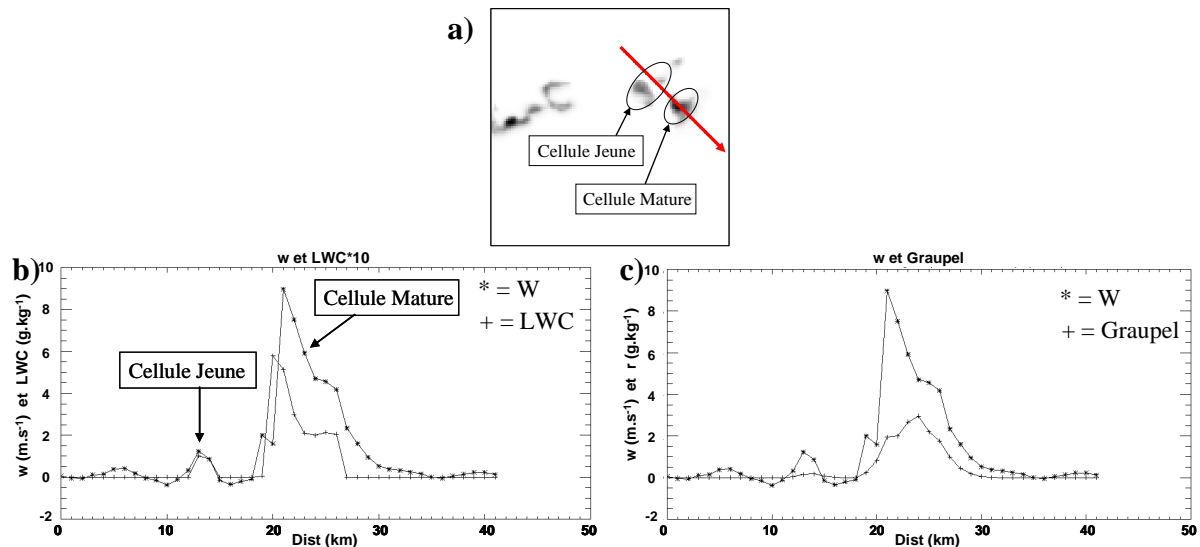 a)
Cellule Jeune
Cellule Mature
b)
w et LWC*10
w (m.s-1) et LWC (g.kg-1)
10
8
6
4
2
0
-2
Cellule Mature
Cellule Jeune
* = W
+ = LWC
0 10 20 30 40 50
Dist (km)
c)
w et Graupel
w (m.s-1) et r (g.kg-1)
10
8
6
4
2
0
-2
* = W
+ = Graupel
0 10 20 30 40 50
Dist (km)